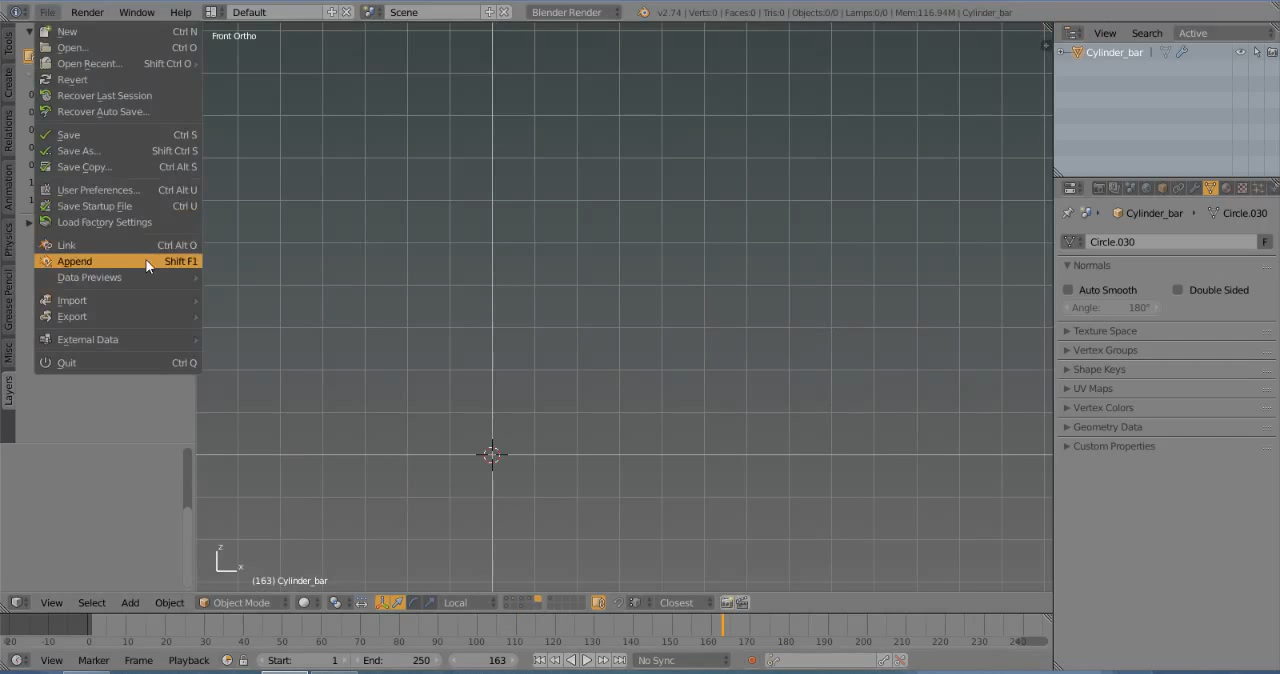 File Render Window Help Default Scene Blender Render v2.74 | Verts:0 | Faces:0 | Tris:0 | Objects:0/0 | Lamps:0/0 | Mem:116.94M | Cylinder_bar
New Ctrl N
Open... Ctrl O
Open Recent... Shift Ctrl O
Revert
Recover Last Session
Recover Auto Save...
Save Ctrl S
Save As... Shift Ctrl S
Save Copy... Ctrl Alt S
User Preferences... Ctrl Alt U
Save Startup File Ctrl U
Load Factory Settings
Link Ctrl Alt O
Append Shift F1
Data Previews
Import
Export
External Data
Quit Ctrl Q
Tools
Create
Relations
Animation
Physics
Grease Pencil
Misc
Layers
Front Ortho
z
x
(163) Cylinder_bar
View Search Active
Cylinder_bar
Cylinder_bar Circle.030
Circle.030 F
Normals
Auto Smooth Double Sided
Angle: 180°
Texture Space
Vertex Groups
Shape Keys
UV Maps
Vertex Colors
Geometry Data
Custom Properties
View Select Add Object Object Mode Local Closest
-20 -10 0 10 20 30 40 50 60 70 80 90 100 110 120 130 140 150 160 170 180 190 200 210 220 230 240
View Marker Frame Playback Start: 1 End: 250 163 No Sync